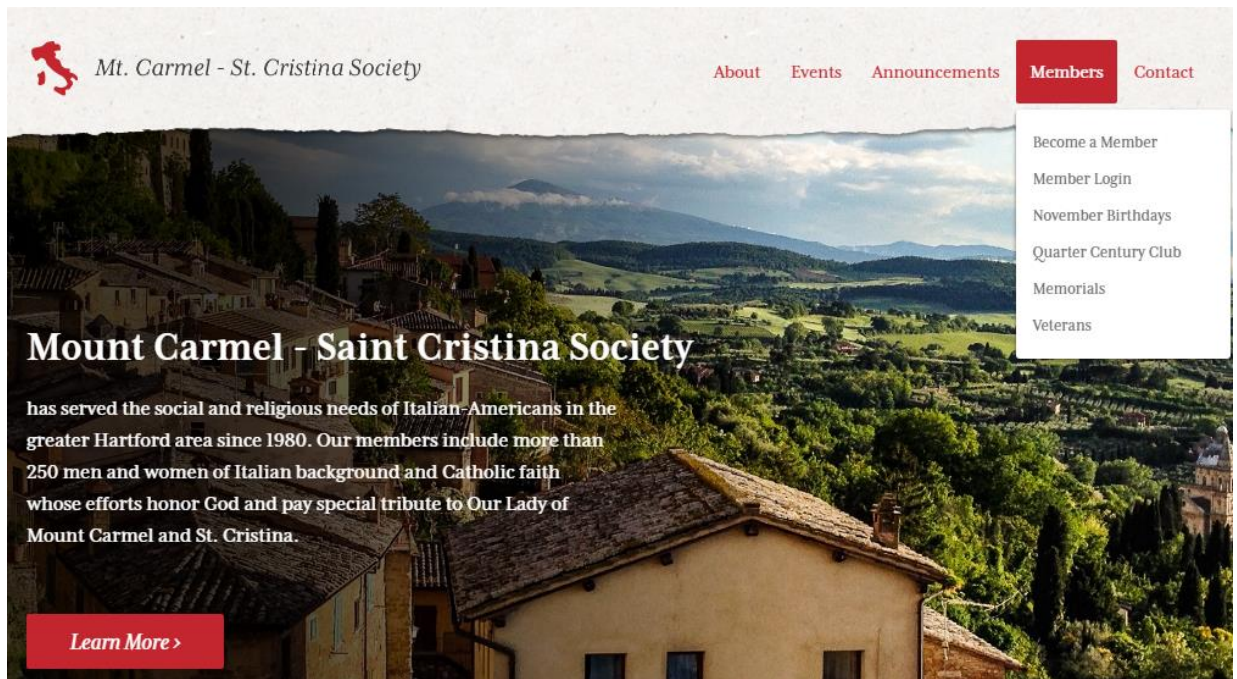 Mt. Carmel - St. Cristina Society
About
Events
Announcements
Members
Contact
Become a Member
Member Login
November Birthdays
Quarter Century Club
Memorials
Veterans
Mount Carmel - Saint Cristina Society
has served the social and religious needs of Italian-Americans in the
greater Hartford area since 1980. Our members include more than
250 men and women of Italian background and Catholic faith
whose efforts honor God and pay special tribute to Our Lady of
Mount Carmel and St. Cristina.
Learn More ›